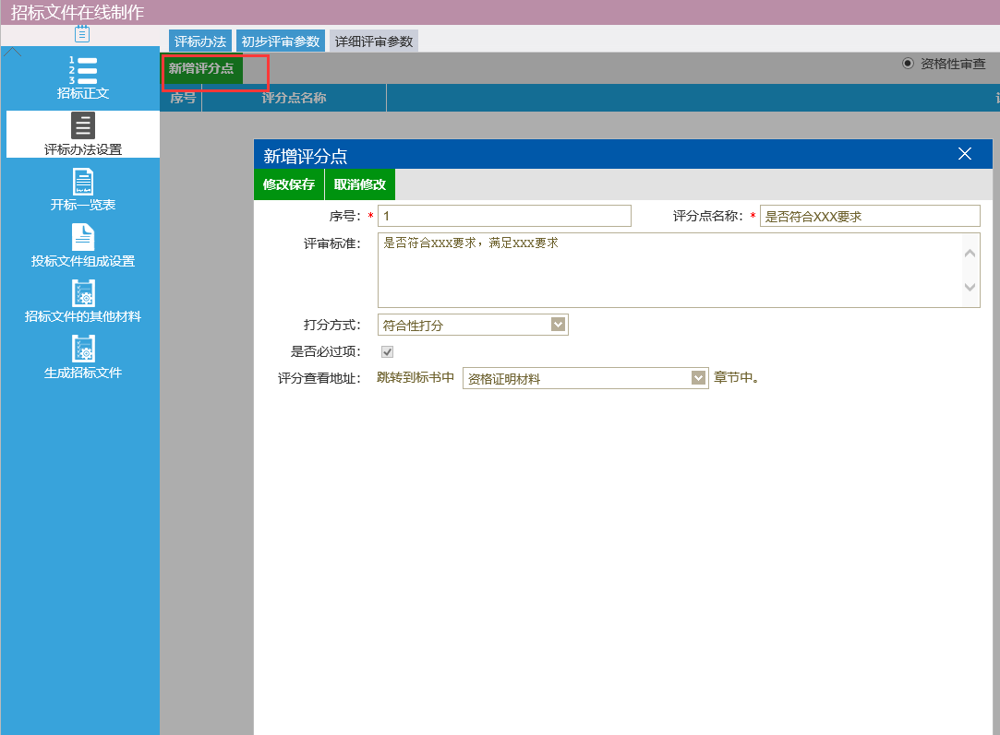 招标文件在线制作
评标办法 初步评审参数 详细评审参数
新增评分点
资格性审查
序号 评分点名称
1
2
3
招标正文
评标办法设置
开标一览表
投标文件组成设置
招标文件的其他材料
生成招标文件
新增评分点
修改保存 取消修改
序号：* 1 评分点名称：* 是否符合XXX要求
评审标准： 是否符合xxx要求，满足xxx要求
打分方式： 符合性打分
是否必过项：
评分查看地址： 跳转到标书中 资格证明材料 章节中。